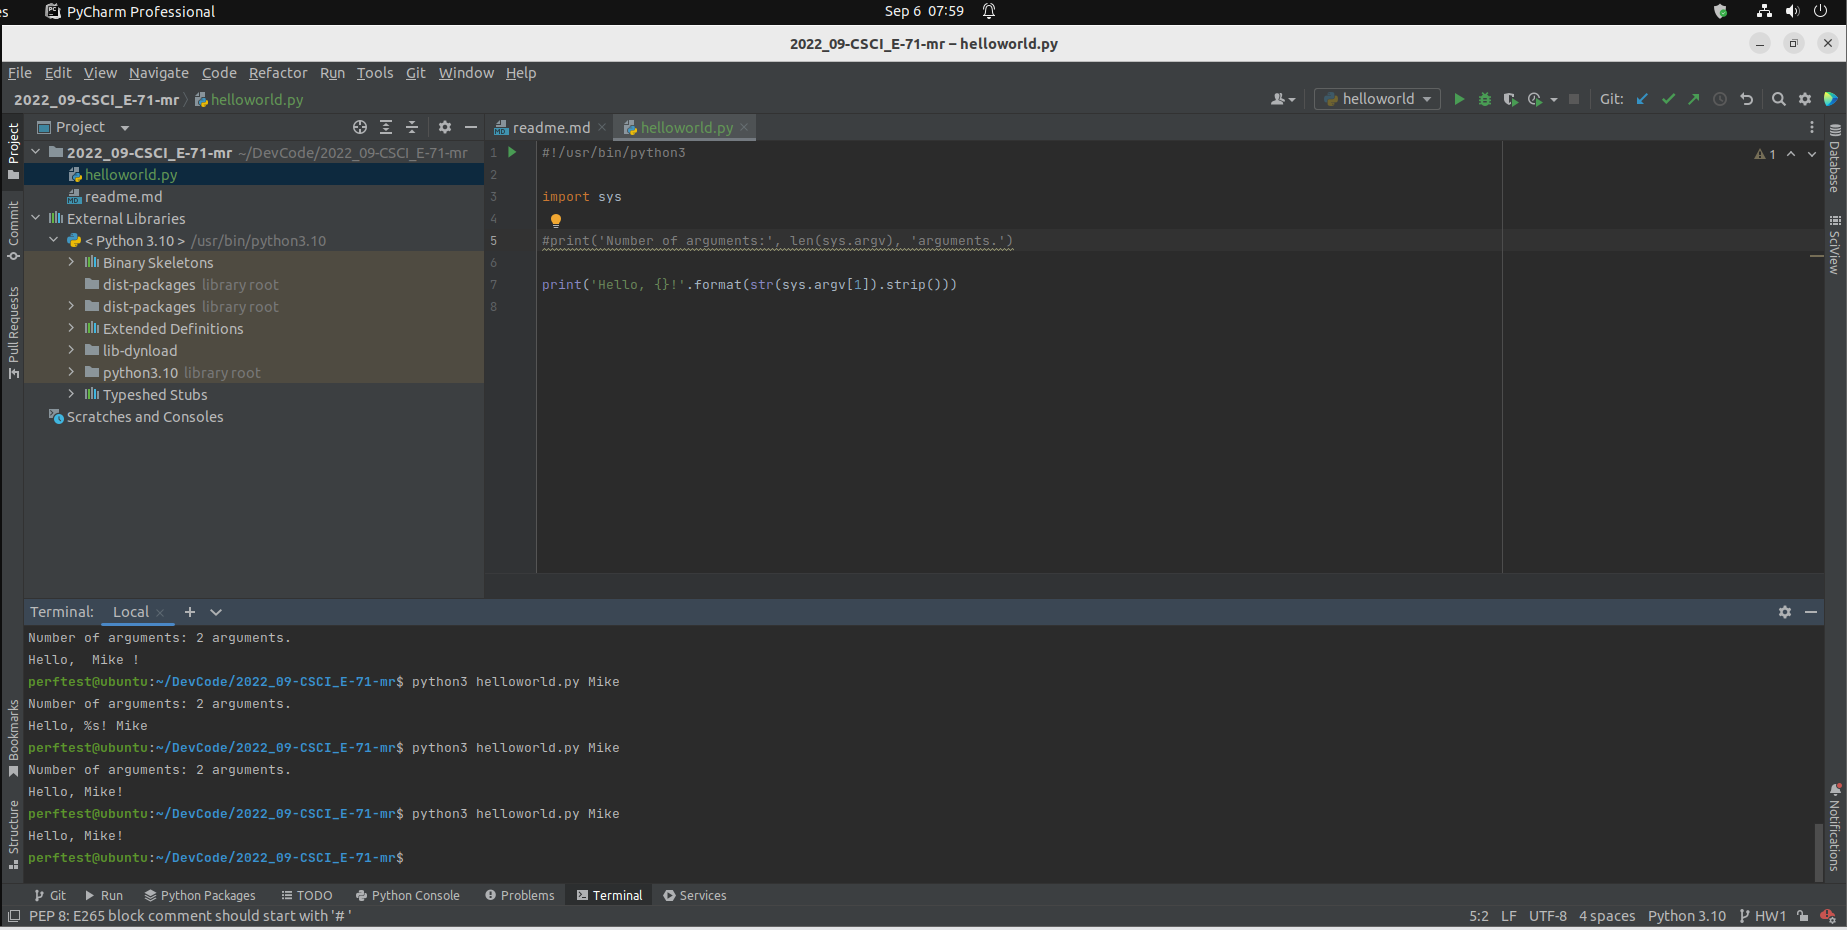 es PyCharm Professional Sep 6 07:59
2022_09-CSCI_E-71-mr – helloworld.py
File Edit View Navigate Code Refactor Run Tools Git Window Help
2022_09-CSCI_E-71-mr helloworld.py helloworld Git:
Project
readme.md helloworld.py
2022_09-CSCI_E-71-mr ~/DevCode/2022_09-CSCI_E-71-mr
helloworld.py
readme.md
External Libraries
< Python 3.10 > /usr/bin/python3.10
Binary Skeletons
dist-packages library root
dist-packages library root
Extended Definitions
lib-dynload
python3.10 library root
Typeshed Stubs
Scratches and Consoles
1 #!/usr/bin/python3
2
3 import sys
4
5 #print('Number of arguments:', len(sys.argv), 'arguments.')
6
7 print('Hello, {}!'.format(str(sys.argv[1]).strip()))
8
1
Project
Commit
Pull Requests
Bookmarks
Structure
Database
SciView
Notifications
Terminal: Local
Number of arguments: 2 arguments.
Hello,  Mike !
perftest@ubuntu:~/DevCode/2022_09-CSCI_E-71-mr$ python3 helloworld.py Mike
Number of arguments: 2 arguments.
Hello, %s! Mike
perftest@ubuntu:~/DevCode/2022_09-CSCI_E-71-mr$ python3 helloworld.py Mike
Number of arguments: 2 arguments.
Hello, Mike!
perftest@ubuntu:~/DevCode/2022_09-CSCI_E-71-mr$ python3 helloworld.py Mike
Hello, Mike!
perftest@ubuntu:~/DevCode/2022_09-CSCI_E-71-mr$
Git Run Python Packages TODO Python Console Problems Terminal Services
PEP 8: E265 block comment should start with '# ' 5:2 LF UTF-8 4 spaces Python 3.10 HW1